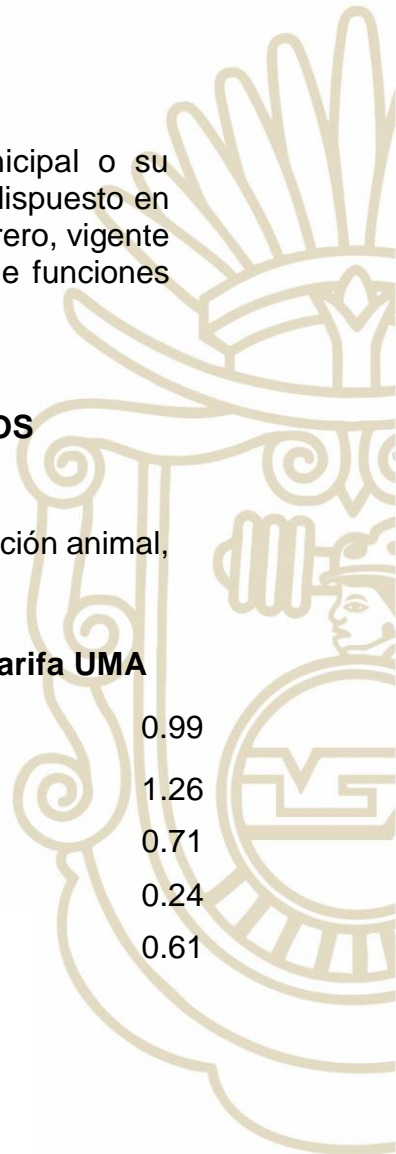 nicipal o su
dispuesto en
rero, vigente
e funciones
OS
ción animal,
arifa UMA
0.99
1.26
0.71
0.24
0.61